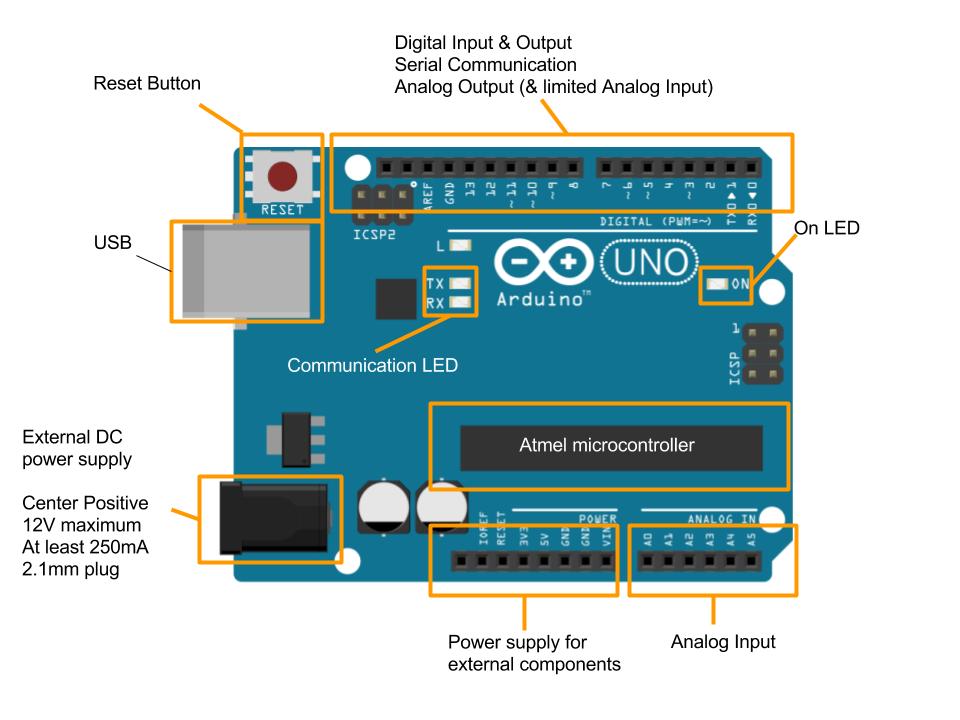 Digital Input & Output
Serial Communication
Analog Output (& limited Analog Input)
Reset Button
RESET
AREF
GND
13
12
~11
~10
~9
8
7
~6
~5
4
~3
2
TX0▶1
RX0◀0
ICSP2
DIGITAL (PWM=~)
USB
On LED
L
TX
RX
UNO
Arduino™
ON
Communication LED
1
ICSP
External DC
power supply
Center Positive
12V maximum
At least 250mA
2.1mm plug
Atmel microcontroller
POWER
ANALOG IN
IOREF
RESET
3V3
5V
GND
GND
VIN
A0
A1
A2
A3
A4
A5
Power supply for
external components
Analog Input